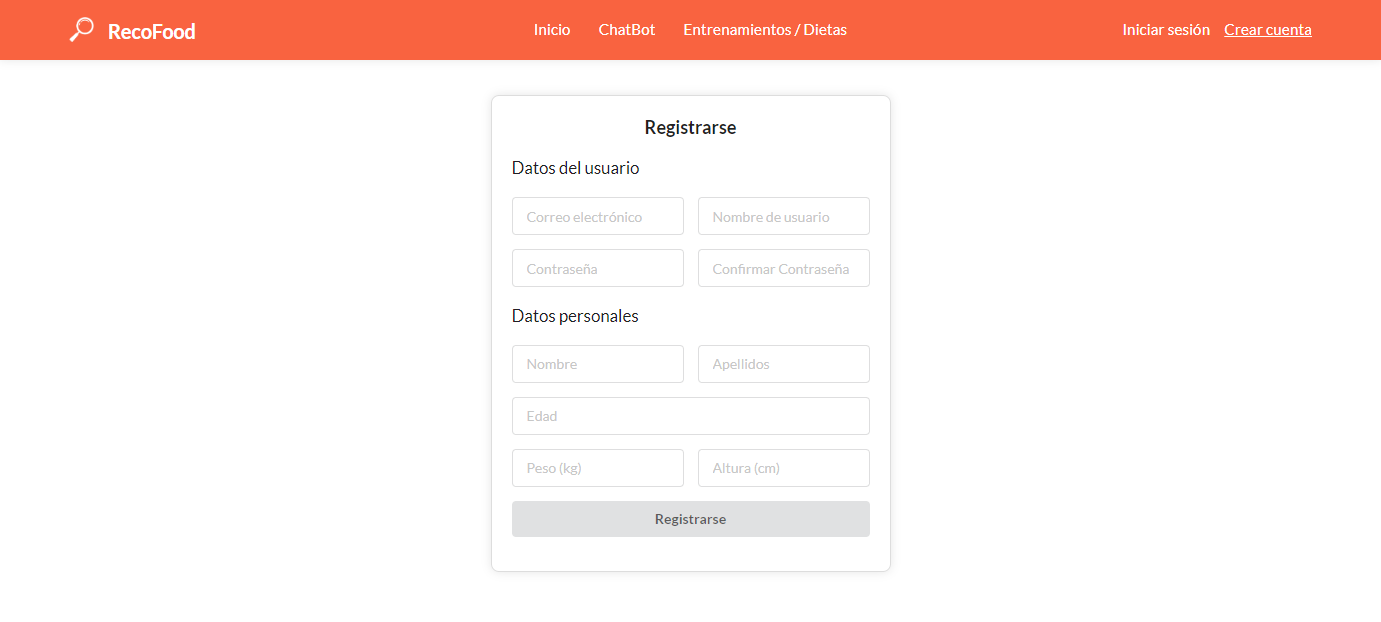 RecoFood
Inicio ChatBot Entrenamientos / Dietas
Iniciar sesión Crear cuenta
Registrarse
Datos del usuario
Correo electrónico Nombre de usuario
Contraseña Confirmar Contraseña
Datos personales
Nombre Apellidos
Edad
Peso (kg) Altura (cm)
Registrarse